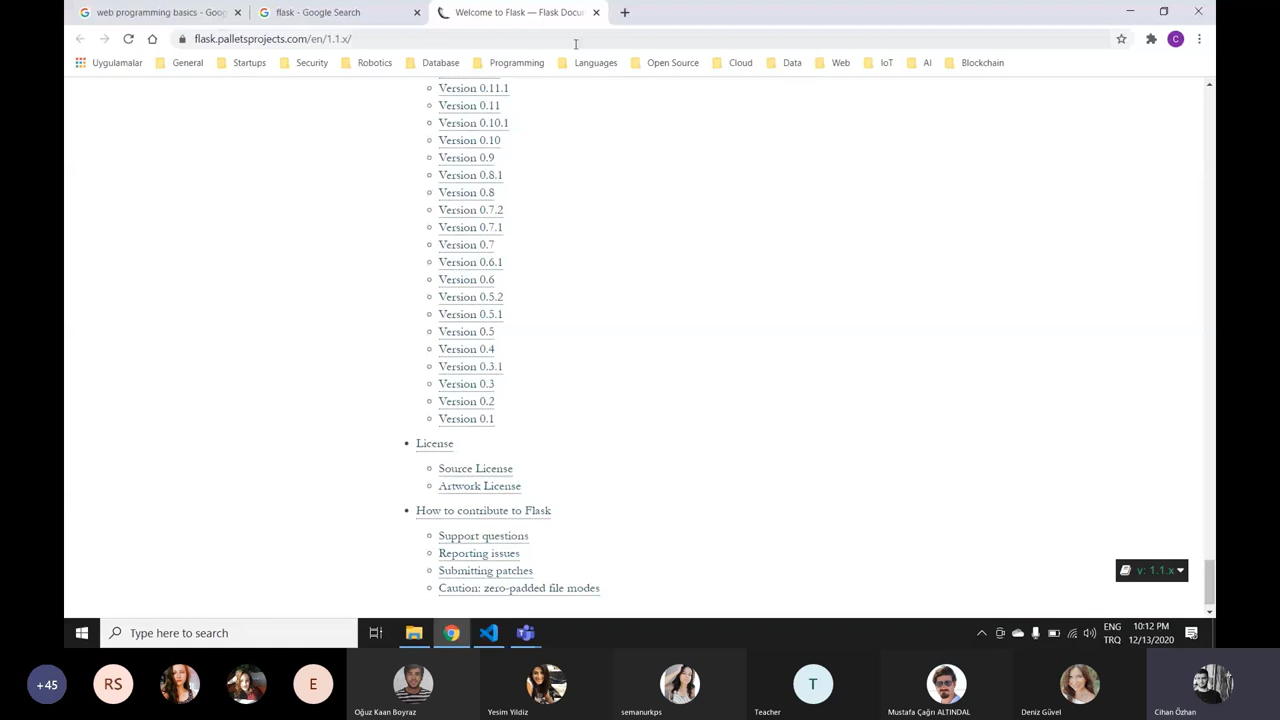 web programming basics - Goog
flask - Google Search
Welcome to Flask — Flask Docum
flask.palletsprojects.com/en/1.1.x/
C
Uygulamalar
General
Startups
Security
Robotics
Database
Programming
Languages
Open Source
Cloud
Data
Web
IoT
AI
Blockchain
Version 0.11.1
Version 0.11
Version 0.10.1
Version 0.10
Version 0.9
Version 0.8.1
Version 0.8
Version 0.7.2
Version 0.7.1
Version 0.7
Version 0.6.1
Version 0.6
Version 0.5.2
Version 0.5.1
Version 0.5
Version 0.4
Version 0.3.1
Version 0.3
Version 0.2
Version 0.1
License
Source License
Artwork License
How to contribute to Flask
Support questions
Reporting issues
Submitting patches
Caution: zero-padded file modes
v: 1.1.x
Type here to search
ENG
TRQ
10:12 PM
12/13/2020
+45
RS
E
T
Oğuz Kaan Boyraz
Yesim Yildiz
semanurkps
Teacher
Mustafa Çağrı ALTINDAL
Deniz Güvel
Cihan Özhan